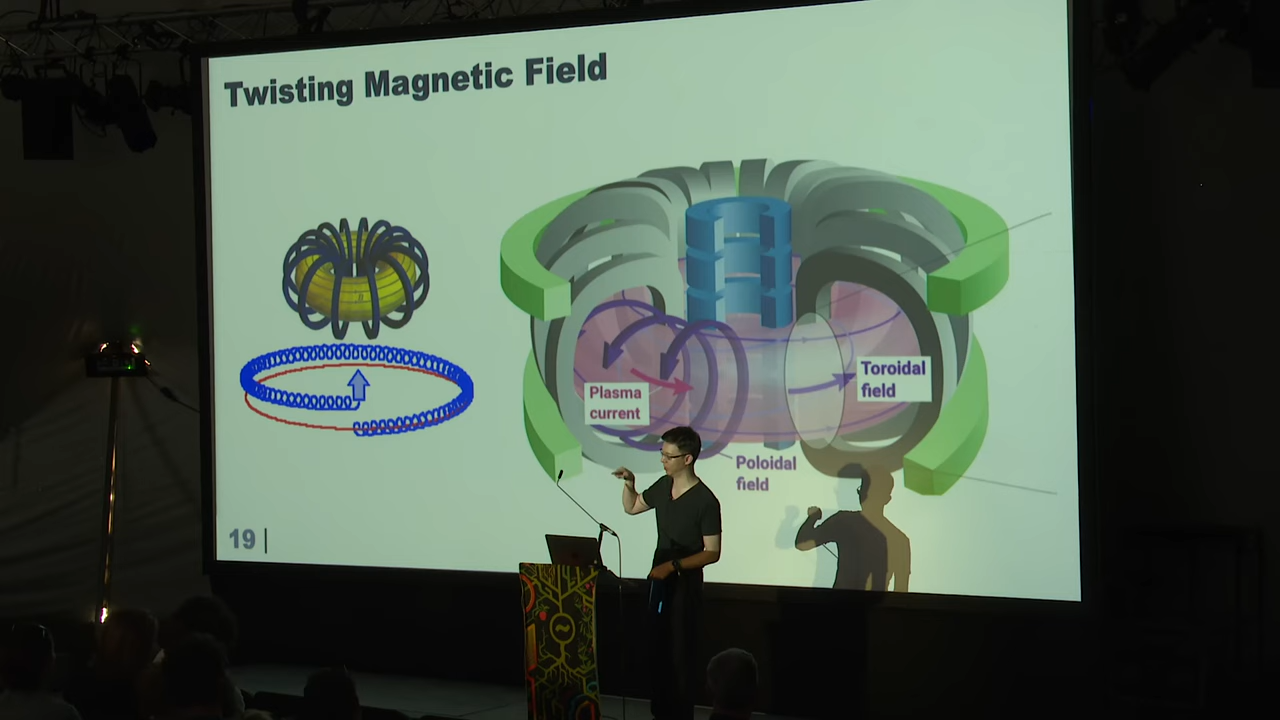 Twisting Magnetic Field
Plasma
current
Toroidal
field
Poloidal
field
19